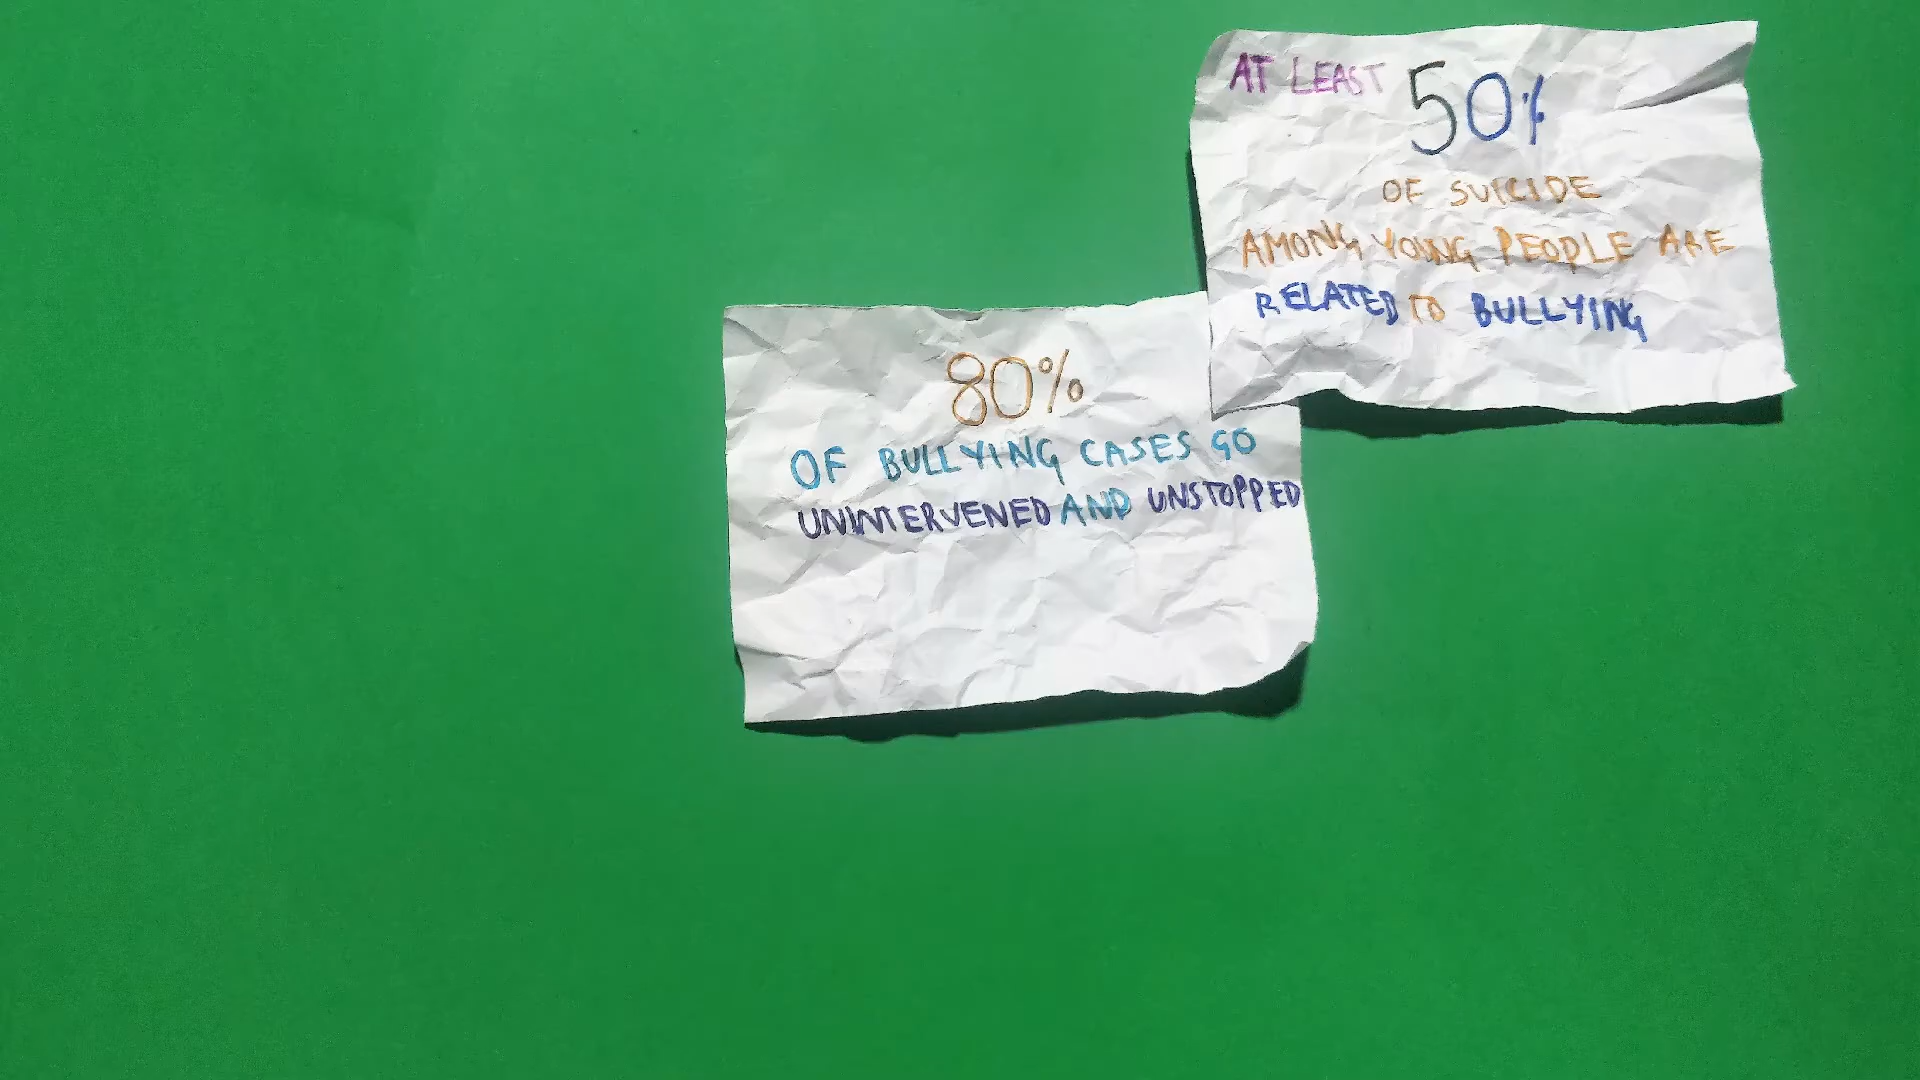 AT LEAST 50%
OF SUICIDE
AMONG YOUNG PEOPLE ARE
RELATED TO BULLYING
80%
OF BULLYING CASES GO
UNINTERVENED AND UNSTOPPED